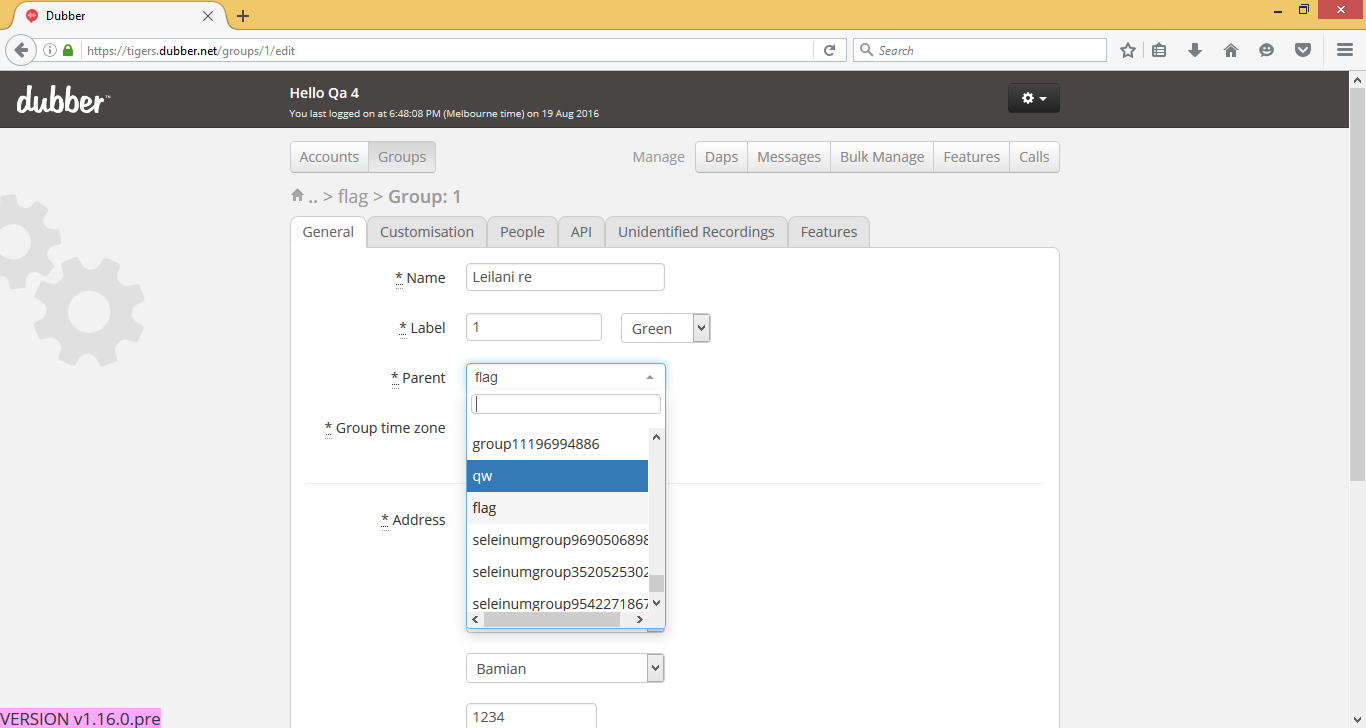 Dubber
https://tigers.dubber.net/groups/1/edit
Search
dubber™
Hello Qa 4
You last logged on at 6:48:08 PM (Melbourne time) on 19 Aug 2016
Accounts Groups Manage Daps Messages Bulk Manage Features Calls
.. > flag > Group: 1
General Customisation People API Unidentified Recordings Features
* Name Leilani re
* Label 1 Green
* Parent flag
* Group time zone
group11196994886
qw
flag
* Address
seleinumgroup9690506898
seleinumgroup3520525302
seleinumgroup9542271867
Bamian
1234
VERSION v1.16.0.pre